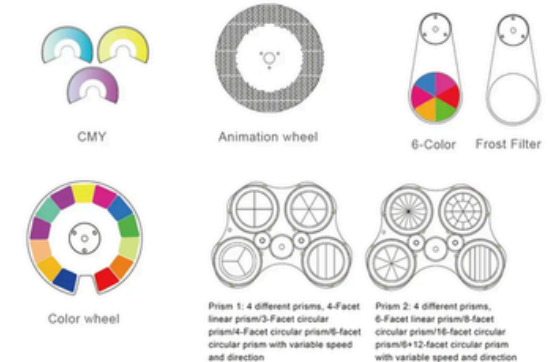 CMY
Animation wheel
6-Color
Frost Filter
Color wheel
Prism 1: 4 different prisms, 4-Facet
linear prism/3-Facet circular
prism/4-Facet circular prism/6-facet
circular prism with variable speed
and direction
Prism 2: 4 different prisms,
6-Facet linear prism/8-facet
circular prism/16-facet circular
prism/6+12-facet circular prism
with variable speed and direction